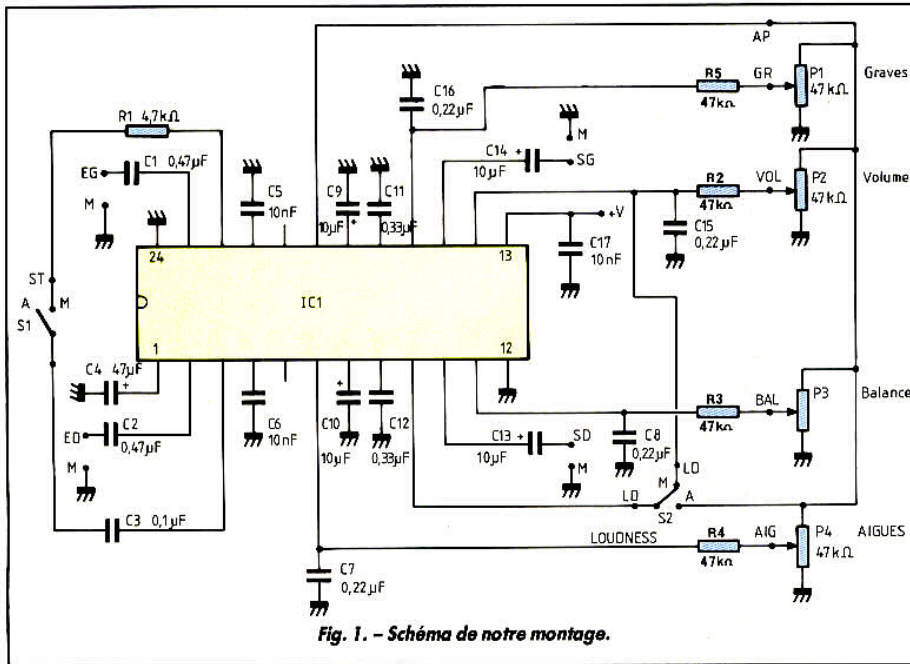 AP
C16
0,22µF
R5
47kΩ
GR
P1
47kΩ
Graves
R1 4,7kΩ
C1 0,47µF
EG
M
C5
10nF
C9
10µF
+
C11
0,33µF
C14
+
10µF
M
SG
R2
47kΩ
VOL
P2
47kΩ
Volume
C15
0,22µF
+V
C17
10nF
24
13
IC1
1
12
ST
A
M
S1
C4 47µF
+
ED
C2
0,47µF
M
C3 0,1µF
C6
10nF
C10
+
10µF
C12
0,33µF
C13
+
10µF
SD
M
C8
0,22µF
R3
47kΩ
BAL
P3
Balance
LD
M
LD
A
S2
LOUDNESS
R4
47kΩ
AIG
P4
47kΩ
AIGUES
C7
0,22µF
Fig. 1. – Schéma de notre montage.